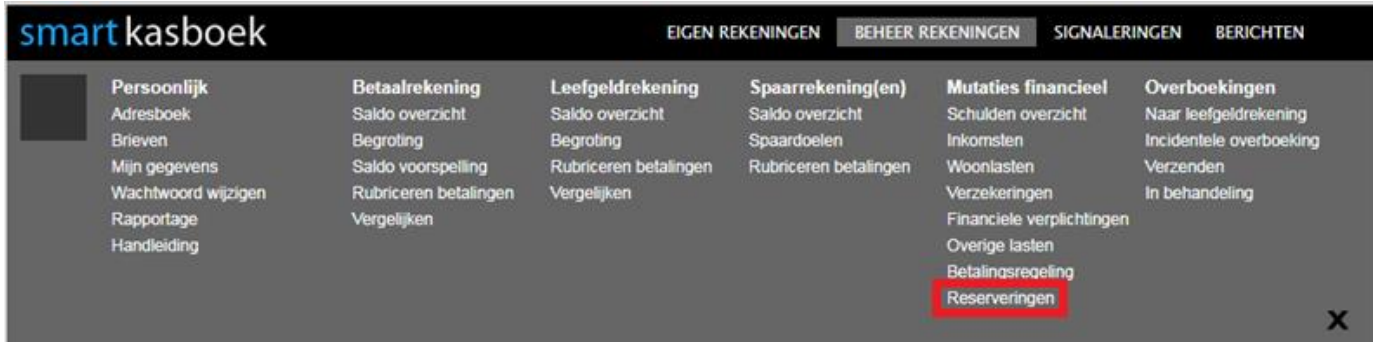 smart kasboek
EIGEN REKENINGEN BEHEER REKENINGEN SIGNALERINGEN BERICHTEN
Persoonlijk
Adresboek
Brieven
Mijn gegevens
Wachtwoord wijzigen
Rapportage
Handleiding
Betaalrekening
Saldo overzicht
Begroting
Saldo voorspelling
Rubriceren betalingen
Vergelijken
Leefgeldrekening
Saldo overzicht
Begroting
Rubriceren betalingen
Vergelijken
Spaarrekening(en)
Saldo overzicht
Spaardoelen
Rubriceren betalingen
Mutaties financieel
Schulden overzicht
Inkomsten
Woonlasten
Verzekeringen
Financiele verplichtingen
Overige lasten
Betalingsregeling
Reserveringen
Overboekingen
Naar leefgeldrekening
Incidentele overboeking
Verzenden
In behandeling
X